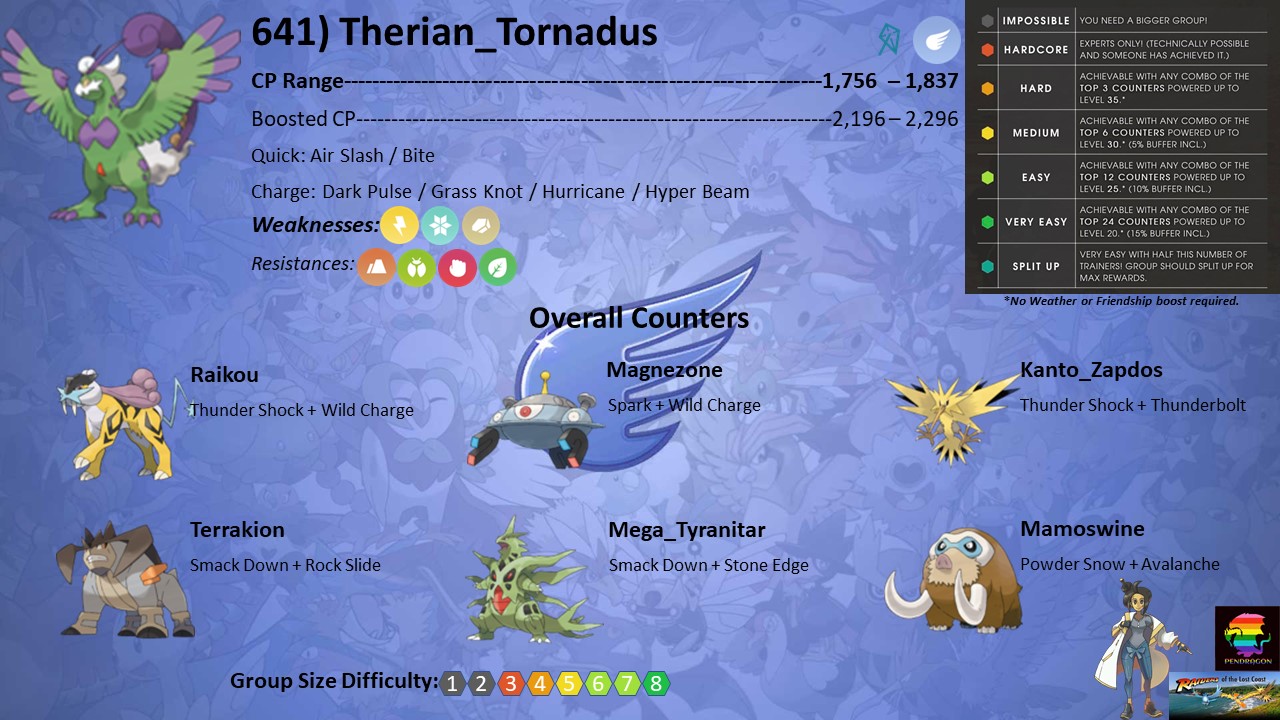 641) Therian_Tornadus
CP Range--------------------------------------------------------------------1,756 – 1,837
Boosted CP--------------------------------------------------------------------2,196 – 2,296
Quick: Air Slash / Bite
Charge: Dark Pulse / Grass Knot / Hurricane / Hyper Beam
Weaknesses:
Resistances:
IMPOSSIBLE YOU NEED A BIGGER GROUP!
HARDCORE EXPERTS ONLY! (TECHNICALLY POSSIBLE
AND SOMEONE HAS ACHIEVED IT.)
HARD ACHIEVABLE WITH ANY COMBO OF THE
TOP 3 COUNTERS POWERED UP TO
LEVEL 35.*
MEDIUM ACHIEVABLE WITH ANY COMBO OF THE
TOP 6 COUNTERS POWERED UP TO
LEVEL 30.* (5% BUFFER INCL.)
EASY ACHIEVABLE WITH ANY COMBO OF THE
TOP 12 COUNTERS POWERED UP TO
LEVEL 25.* (10% BUFFER INCL.)
VERY EASY ACHIEVABLE WITH ANY COMBO OF THE
TOP 24 COUNTERS POWERED UP TO
LEVEL 20.* (15% BUFFER INCL.)
SPLIT UP VERY EASY WITH HALF THIS NUMBER OF
TRAINERS! GROUP SHOULD SPLIT UP FOR
MAX REWARDS.
*No Weather or Friendship boost required.
Overall Counters
Raikou
Thunder Shock + Wild Charge
Magnezone
Spark + Wild Charge
Kanto_Zapdos
Thunder Shock + Thunderbolt
Terrakion
Smack Down + Rock Slide
Mega_Tyranitar
Smack Down + Stone Edge
Mamoswine
Powder Snow + Avalanche
Group Size Difficulty: 1 2 3 4 5 6 7 8
PENDRAGON
RAIDERS of the Lost Coast